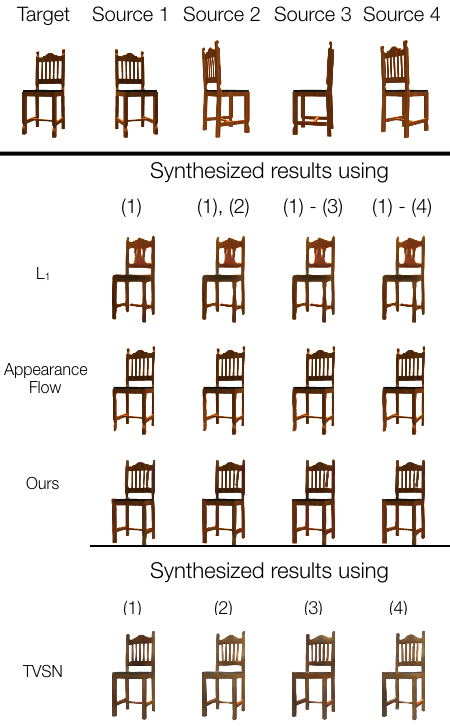 Target Source 1 Source 2 Source 3 Source 4
Synthesized results using
(1) (1), (2) (1) - (3) (1) - (4)
L₁
Appearance
Flow
Ours
Synthesized results using
(1) (2) (3) (4)
TVSN